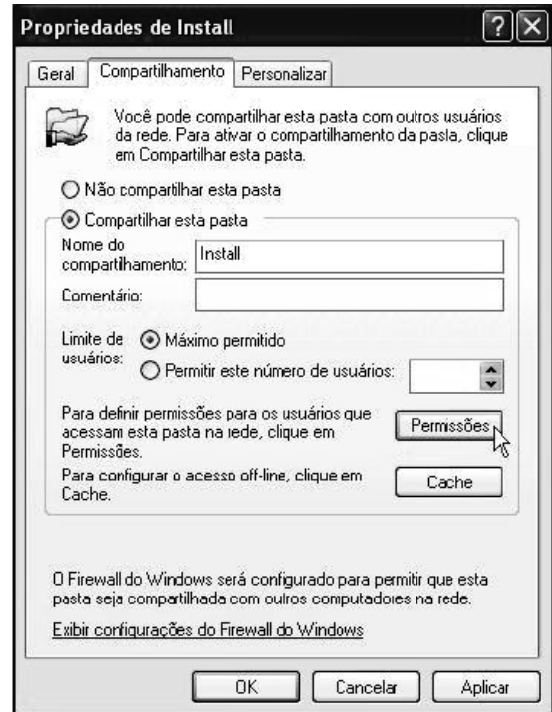 Propriedades de Install
Geral Compartilhamento Personalizar
Você pode compartilhar esta pasta com outros usuários
da rede. Para ativar o compartilhamento da pasta, clique
em Compartilhar esta pasta.
Não compartilhar esta pasta
Compartilhar esta pasta
Nome do
compartilhamento: Install
Comentário:
Limite de
usuários:
Máximo permitido
Permitir este número de usuários:
Para definir permissões para os usuários que
acessam esta pasta na rede, clique em
Permissões.
Permissões
Para configurar o acesso off-line, clique em
Cache.
Cache
O Firewall do Windows será configurado para permitir que esta
pasta seja compartilhada com outros computadores na rede.
Exibir configurações do Firewall do Windows
OK Cancelar Aplicar